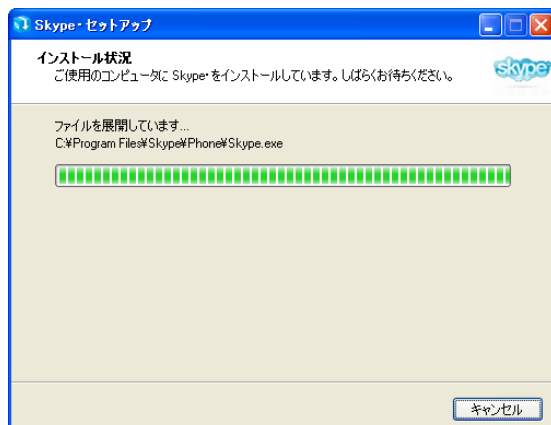 Skype・セットアップ
インストール状況
ご使用のコンピュータに Skype・をインストールしています。しばらくお待ちください。
skype
ファイルを展開しています...
C:¥Program Files¥Skype¥Phone¥Skype.exe
キャンセル